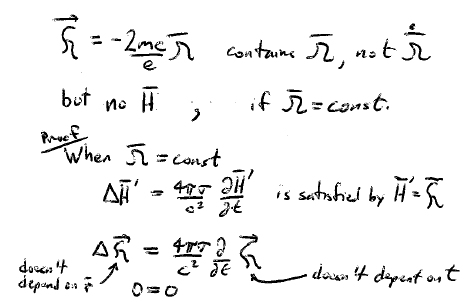 ℌ⃗ = -2mc/e Ω̄ contains Ω̄, not Ω̄̇
but no H̄ , if Ω̄ = const.
Proof
When Ω̄ = const
ΔH̄' = 4πσ/c² ∂H̄'/∂t is satisfied by H̄' = ℌ⃗
Δℌ⃗ = 4πσ/c² ∂/∂t ℌ⃗
doesn't depend on r̄
doesn't depend on t
0 = 0